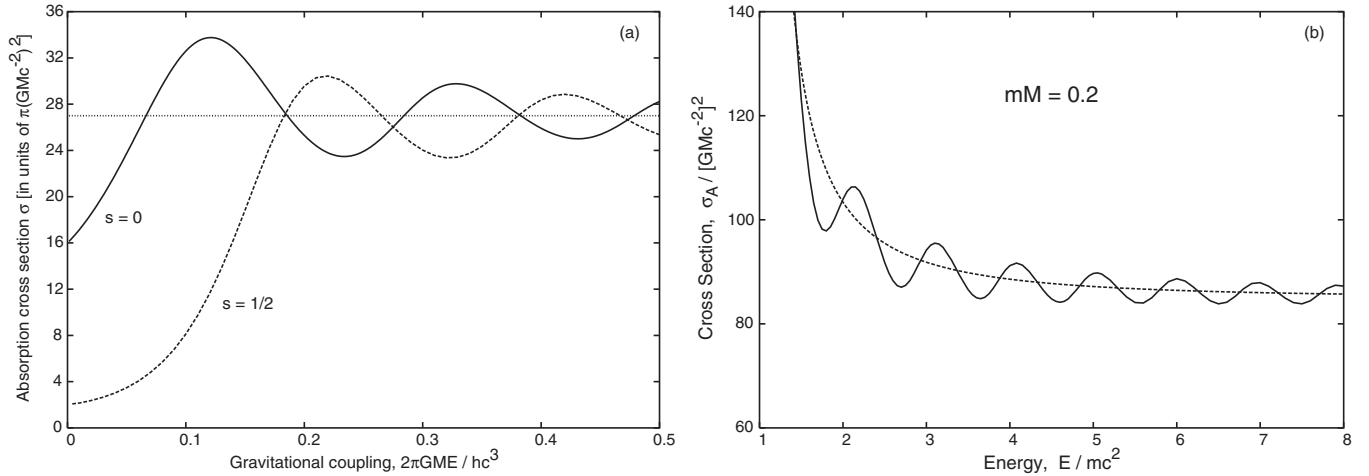 (a)
Absorption cross section σ [in units of π(GMc⁻²)²]
36
32
28
24
20
16
12
8
4
0
s = 0
s = 1/2
0 0.1 0.2 0.3 0.4 0.5
Gravitational coupling, 2πGME / hc³
(b)
mM = 0.2
Cross Section, σ_A / [GMc⁻²]²
140
120
100
80
60
1 2 3 4 5 6 7 8
Energy, E / mc²